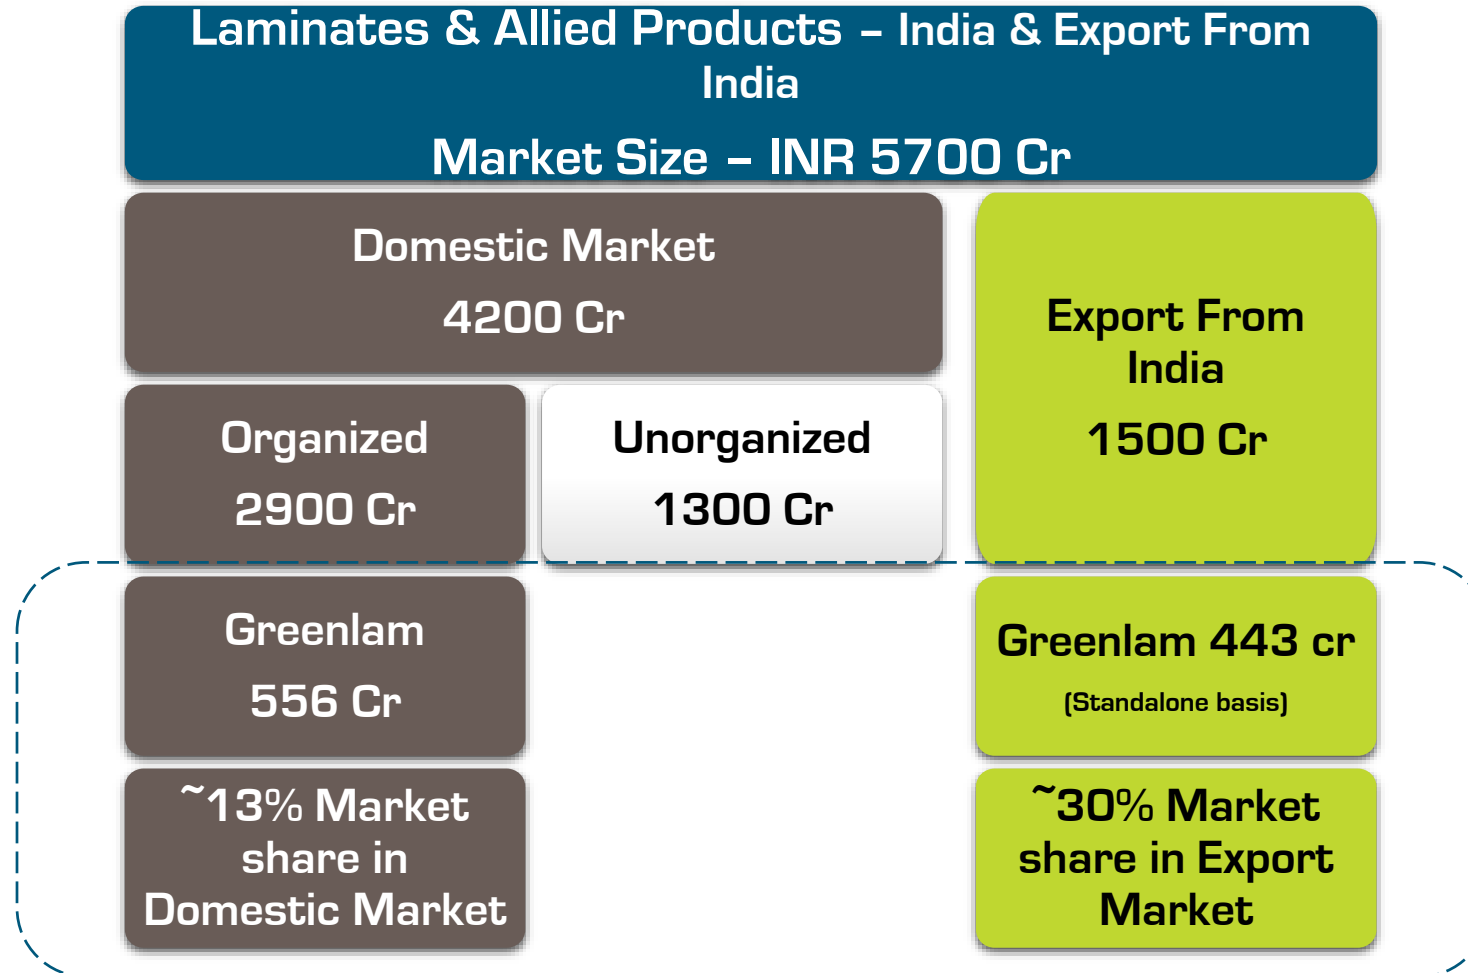 Laminates & Allied Products – India & Export From
India
Market Size – INR 5700 Cr
Domestic Market
4200 Cr
Export From
India
1500 Cr
Organized
2900 Cr
Unorganized
1300 Cr
Greenlam
556 Cr
Greenlam 443 cr
(Standalone basis)
~13% Market
share in
Domestic Market
~30% Market
share in Export
Market